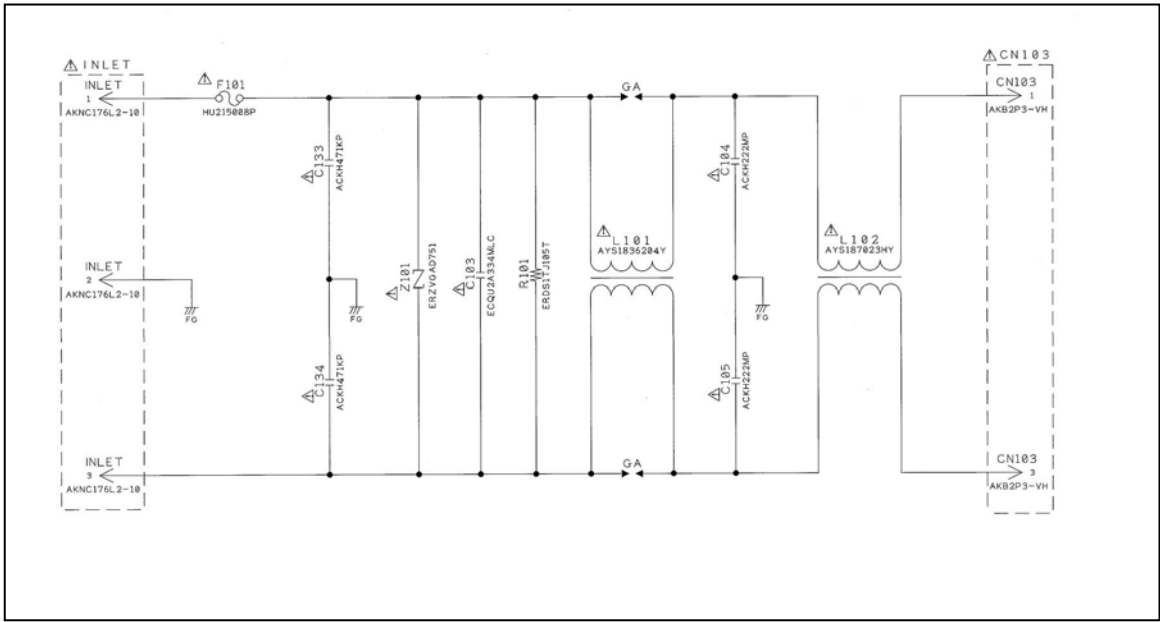 INLET
INLET
1
AKNC176L2-10
F101
HU215008P
GA
CN103
CN103
1
AKB2P3-VH
C133
ACKH471KP
C104
ACKH222MP
INLET
2
AKNC176L2-10
FG
FG
Z101
ERZVGAD751
C103
ECQU2A334MLC
R101
ERDS1TJ105T
L101
AYS1836204Y
FG
L102
AYS187023HY
C134
ACKH471KP
C105
ACKH222MP
INLET
3
AKNC176L2-10
GA
CN103
3
AKB2P3-VH